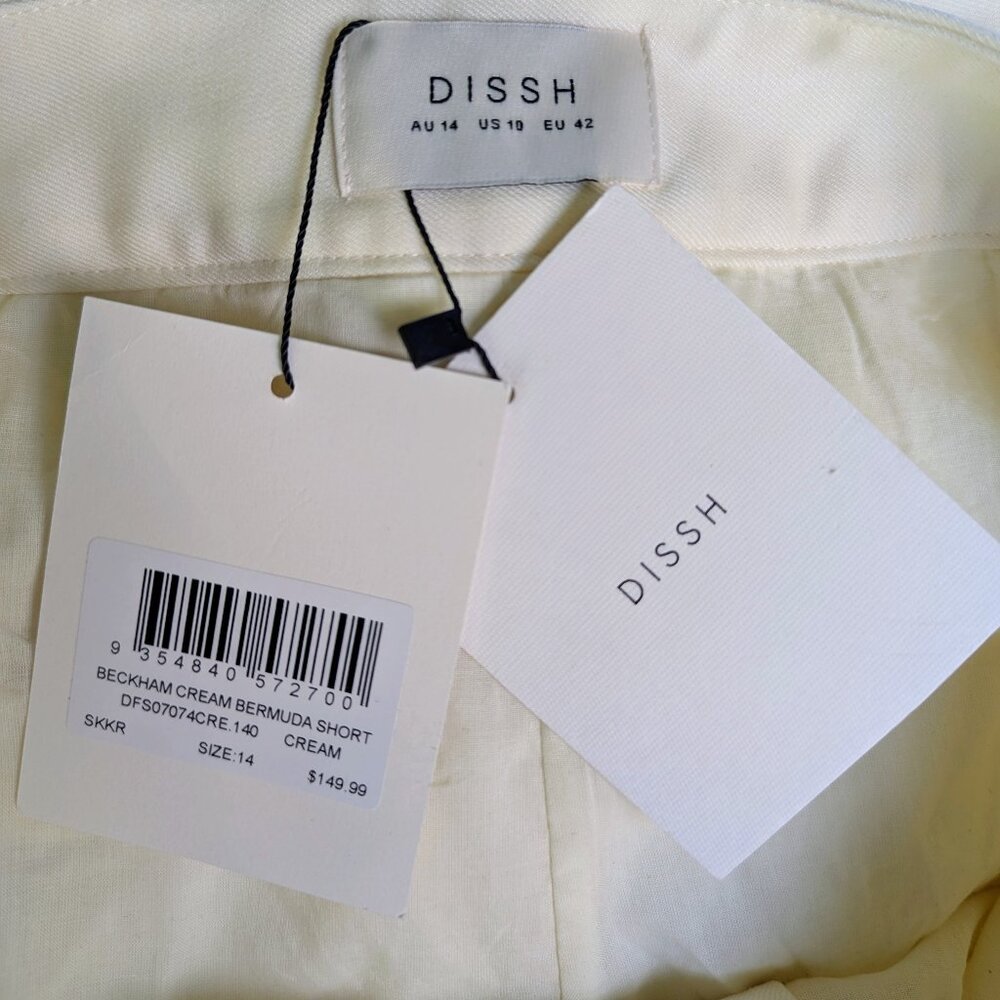 DISSH
AU 14 US 10 EU 42
DISSH
9 354840 572700
BECKHAM CREAM BERMUDA SHORT
DFS07074CRE.140 CREAM
SKKR SIZE:14
$149.99